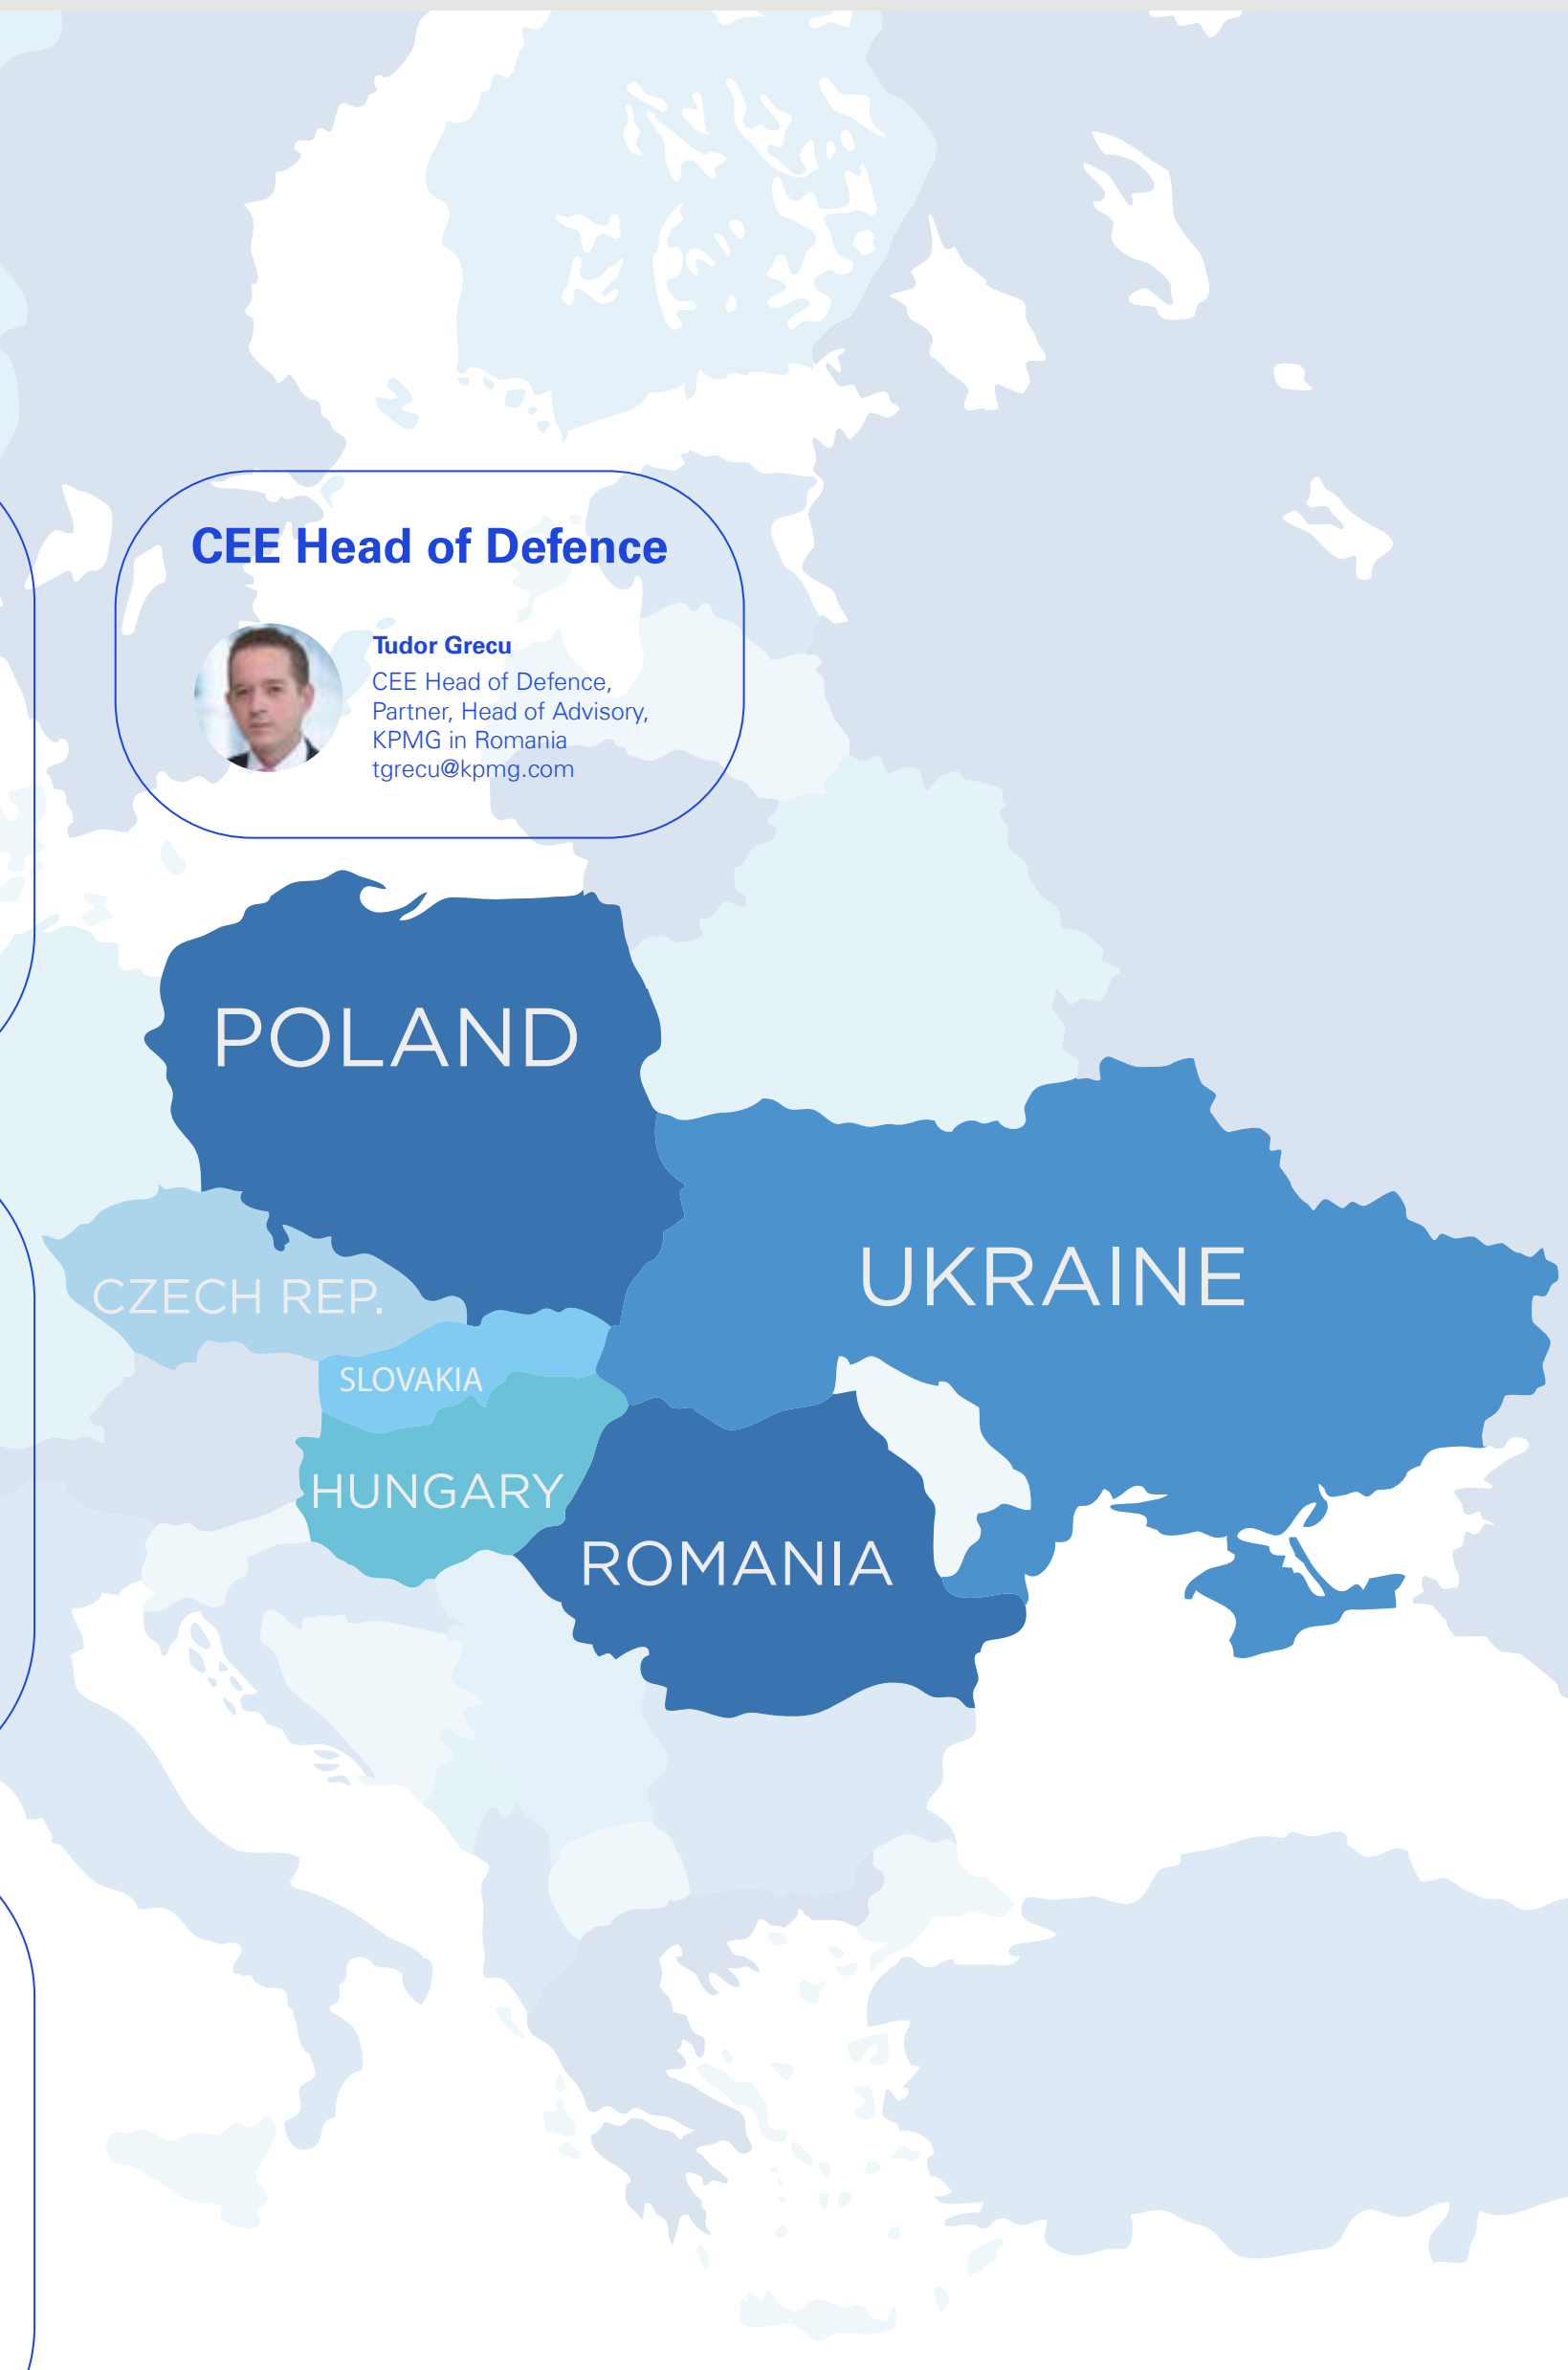 CEE Head of Defence
Tudor Grecu
CEE Head of Defence,
Partner, Head of Advisory,
KPMG in Romania
tgrecu@kpmg.com
POLAND
UKRAINE
CZECH REP.
SLOVAKIA
HUNGARY
ROMANIA